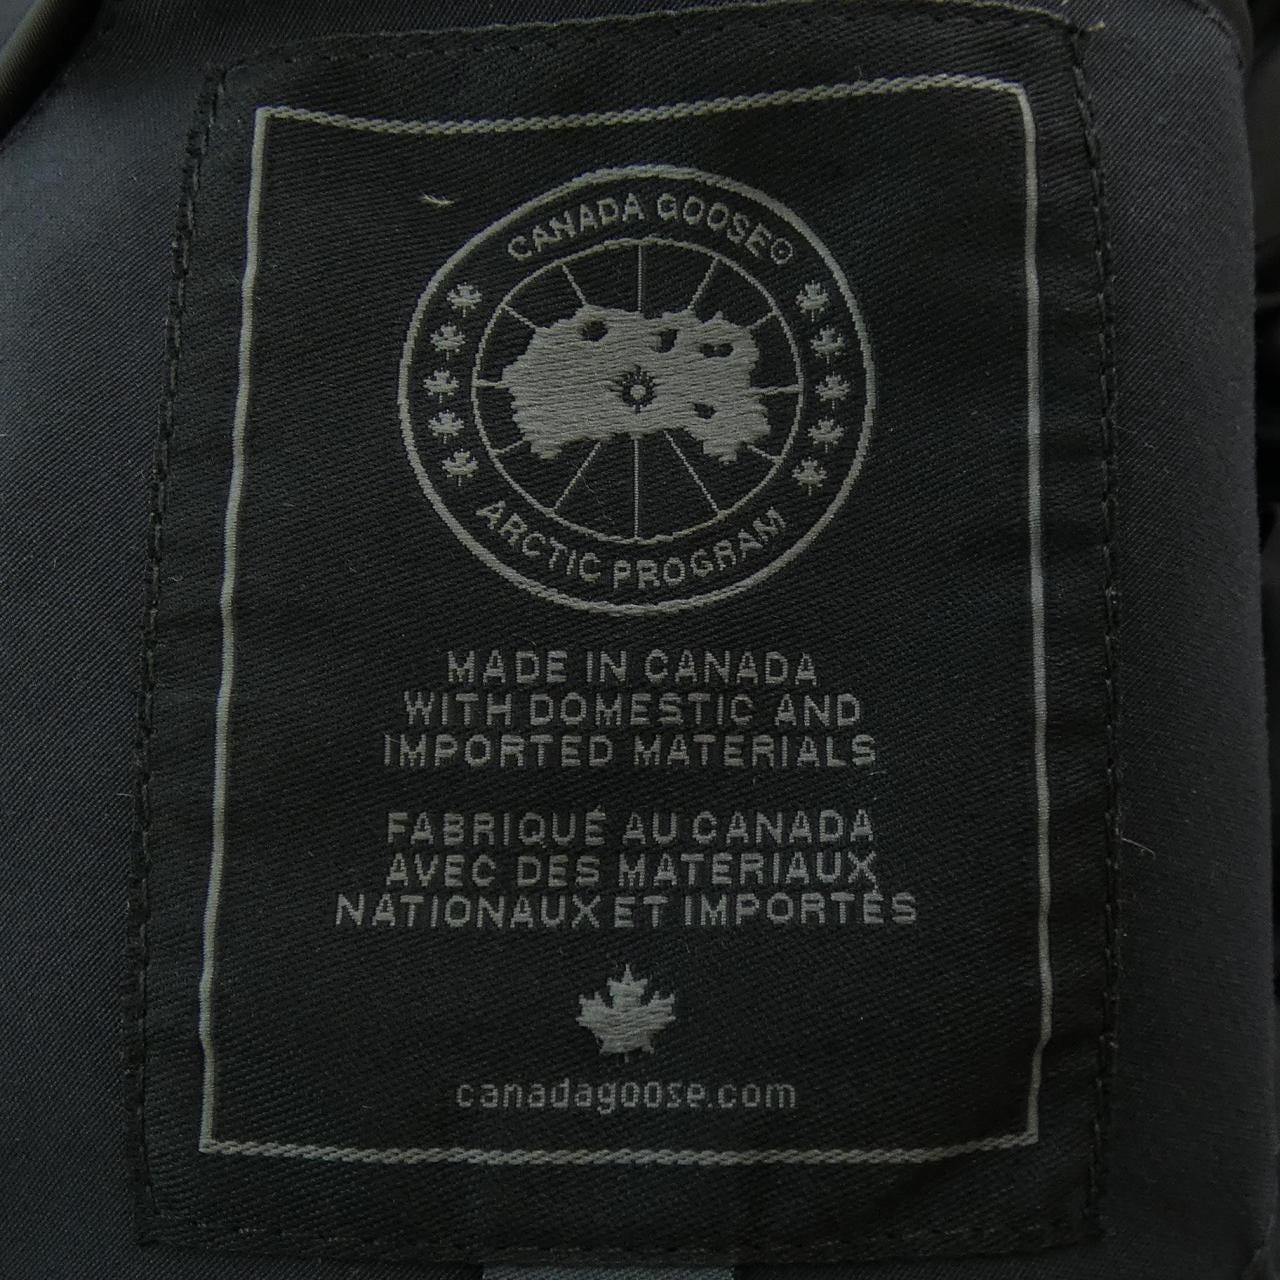 CANADA GOOSE®
ARCTIC PROGRAM
MADE IN CANADA
WITH DOMESTIC AND
IMPORTED MATERIALS
FABRIQUÉ AU CANADA
AVEC DES MATERIAUX
NATIONAUX ET IMPORTÉS
canadagoose.com